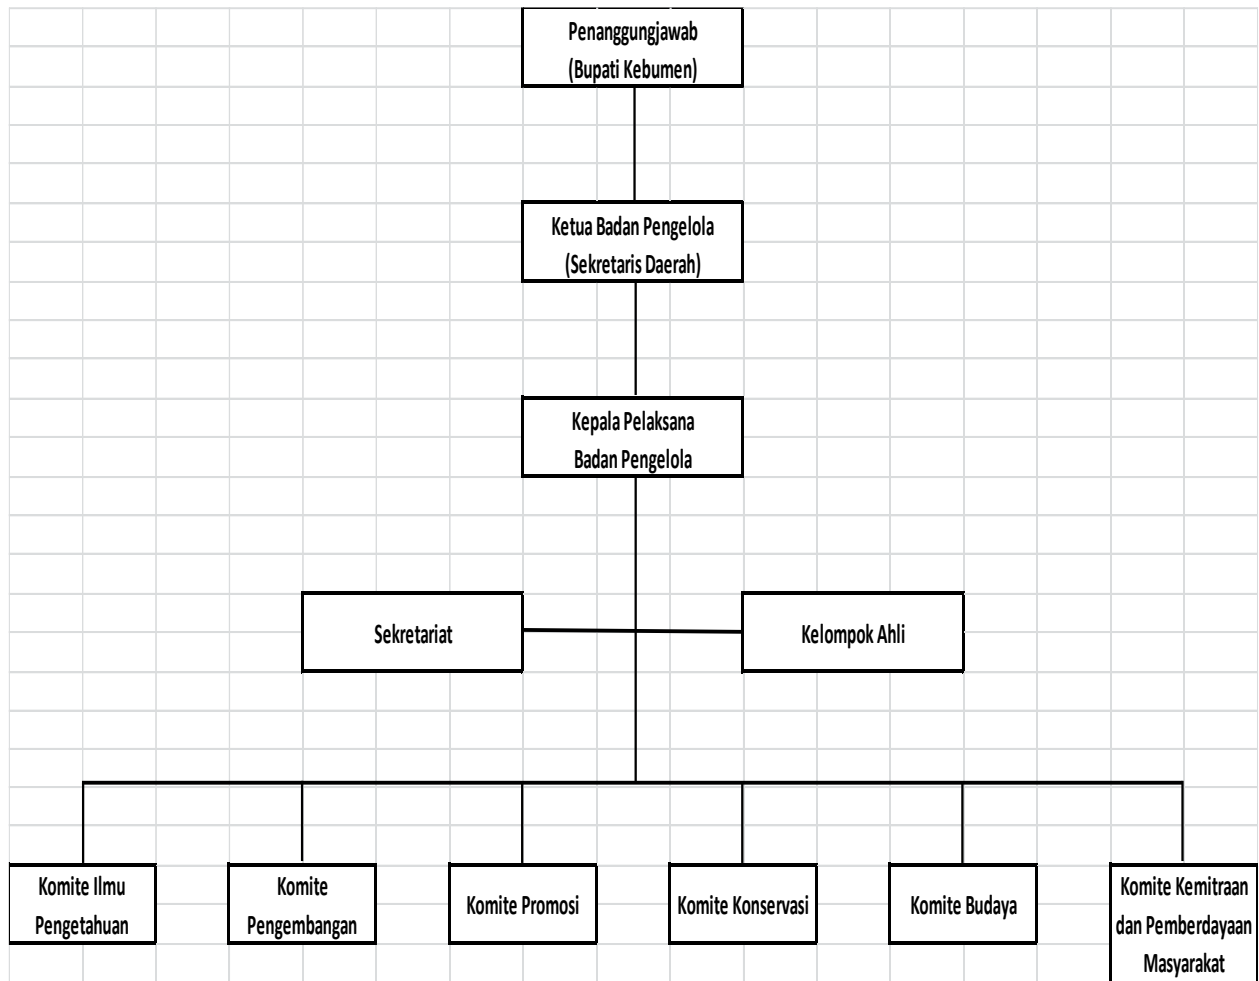 Penanggungjawab
(Bupati Kebumen)
Ketua Badan Pengelola
(Sekretaris Daerah)
Kepala Pelaksana
Badan Pengelola
Sekretariat
Kelompok Ahli
Komite Ilmu
Pengetahuan
Komite
Pengembangan
Komite Promosi
Komite Konservasi
Komite Budaya
Komite Kemitraan
dan Pemberdayaan
Masyarakat